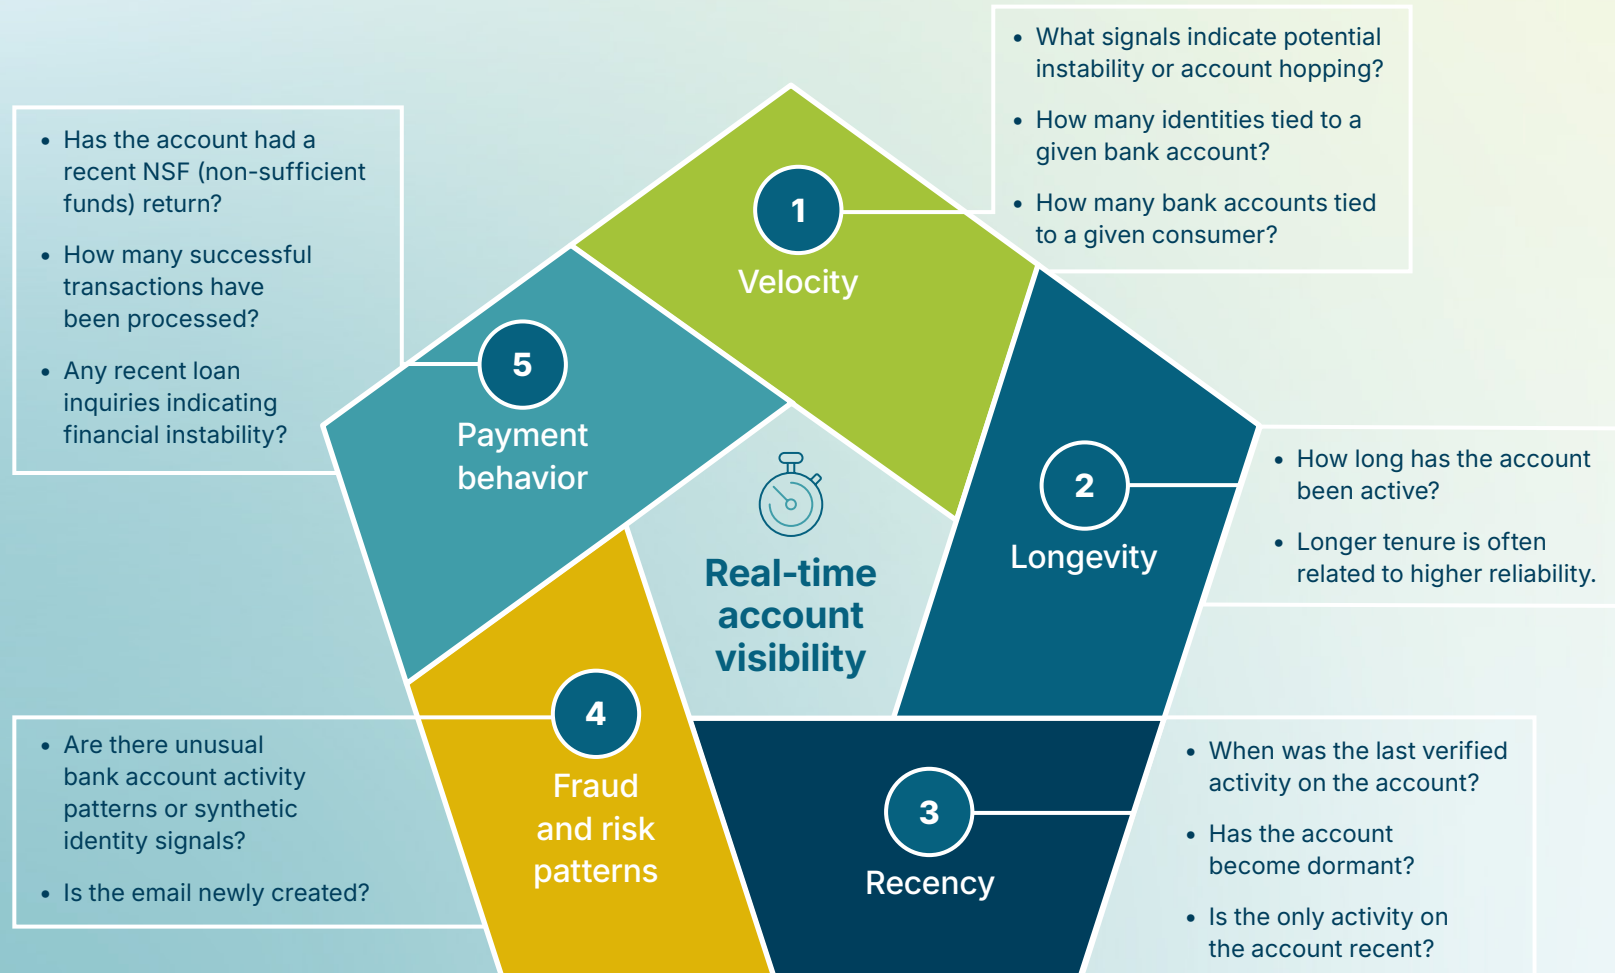 • What signals indicate potential
instability or account hopping?
• How many identities tied to a
given bank account?
• How many bank accounts tied
to a given consumer?
1
Velocity
• Has the account had a
recent NSF (non-sufficient
funds) return?
• How many successful
transactions have
been processed?
• Any recent loan
inquiries indicating
financial instability?
5
Payment
behavior
2
Longevity
• How long has the account
been active?
• Longer tenure is often
related to higher reliability.
Real-time
account
visibility
4
Fraud
and risk
patterns
• Are there unusual
bank account activity
patterns or synthetic
identity signals?
• Is the email newly created?
3
Recency
• When was the last verified
activity on the account?
• Has the account
become dormant?
• Is the only activity on
the account recent?